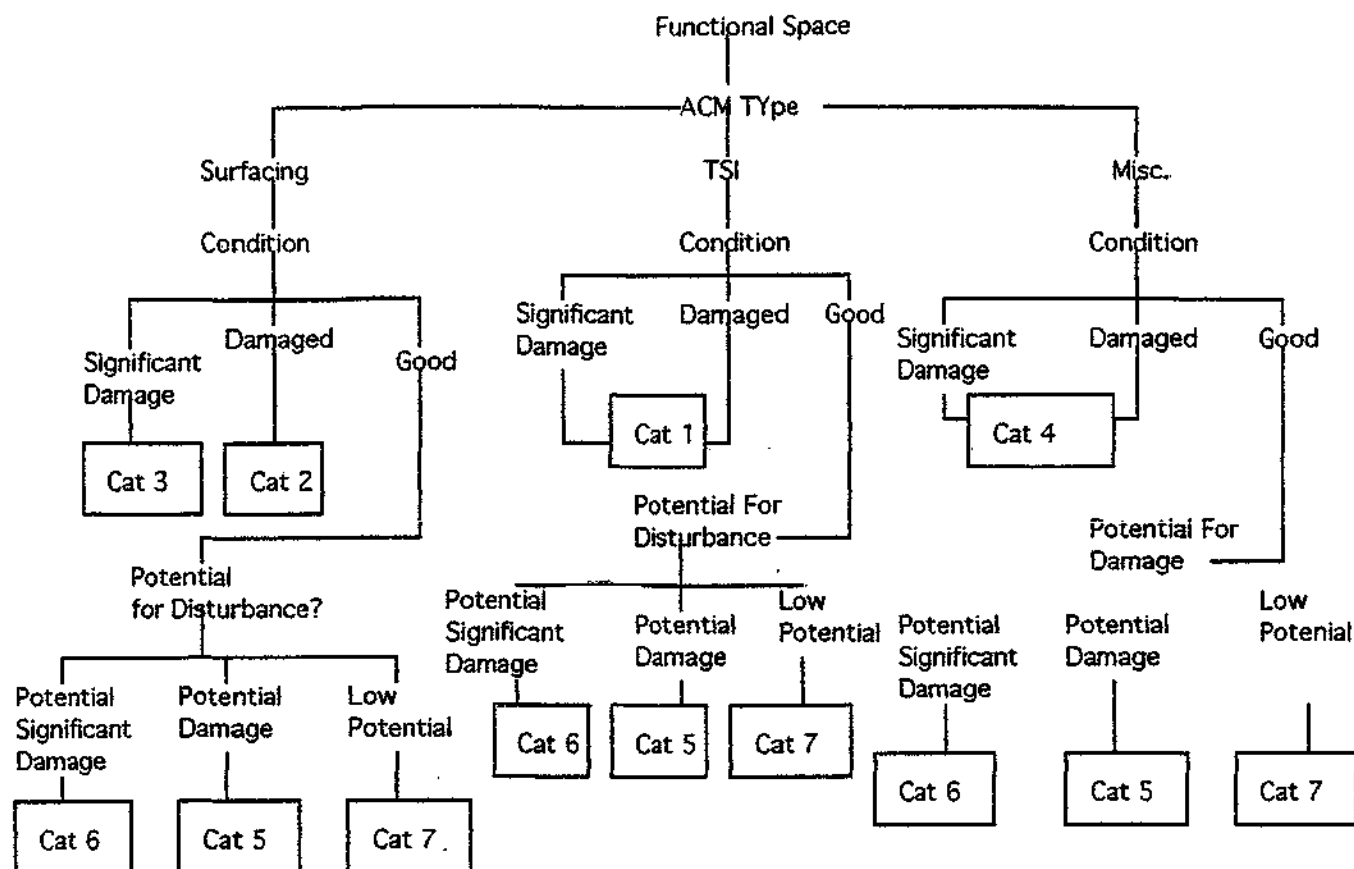 Functional Space
ACM TYpe
Surfacing
TSI
Misc.
Condition
Condition
Condition
Significant
Damage
Damaged
Good
Significant
Damage
Damaged
Good
Significant
Damage
Damaged
Good
Cat 3
Cat 2
Cat 1
Cat 4
Potential
for Disturbance?
Potential For
Disturbance
Potential For
Damage
Potential
Significant
Damage
Potential
Damage
Low
Potential
Potential
Significant
Damage
Potential
Damage
Low
Potential
Potential
Significant
Damage
Potential
Damage
Low
Potenial
Cat 6
Cat 5
Cat 7
Cat 6
Cat 5
Cat 7
Cat 6
Cat 5
Cat 7